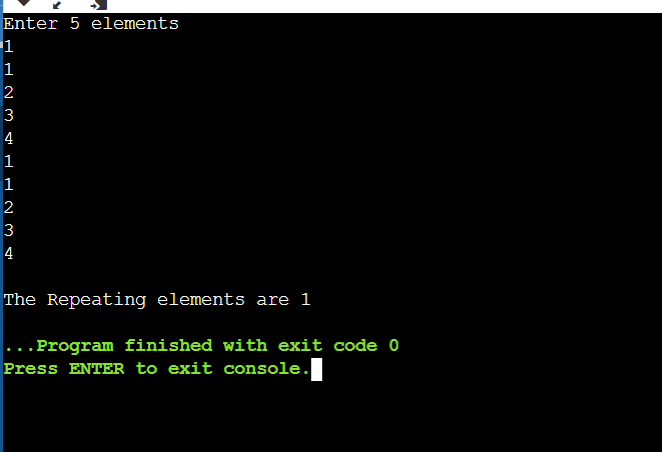 Enter 5 elements
1
1
2
3
4
1
1
2
3
4
The Repeating elements are 1
...Program finished with exit code 0
Press ENTER to exit console.